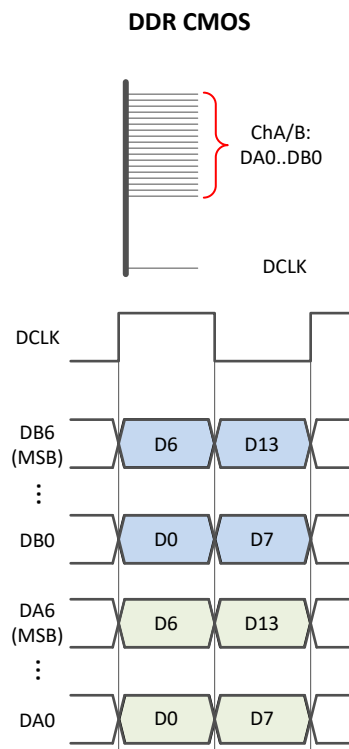 DDR CMOS
ChA/B:
DA0..DB0
DCLK
DCLK
DB6
(MSB)
D6 D13
⋮
DB0 D0 D7
DA6
(MSB)
D6 D13
⋮
DA0 D0 D7